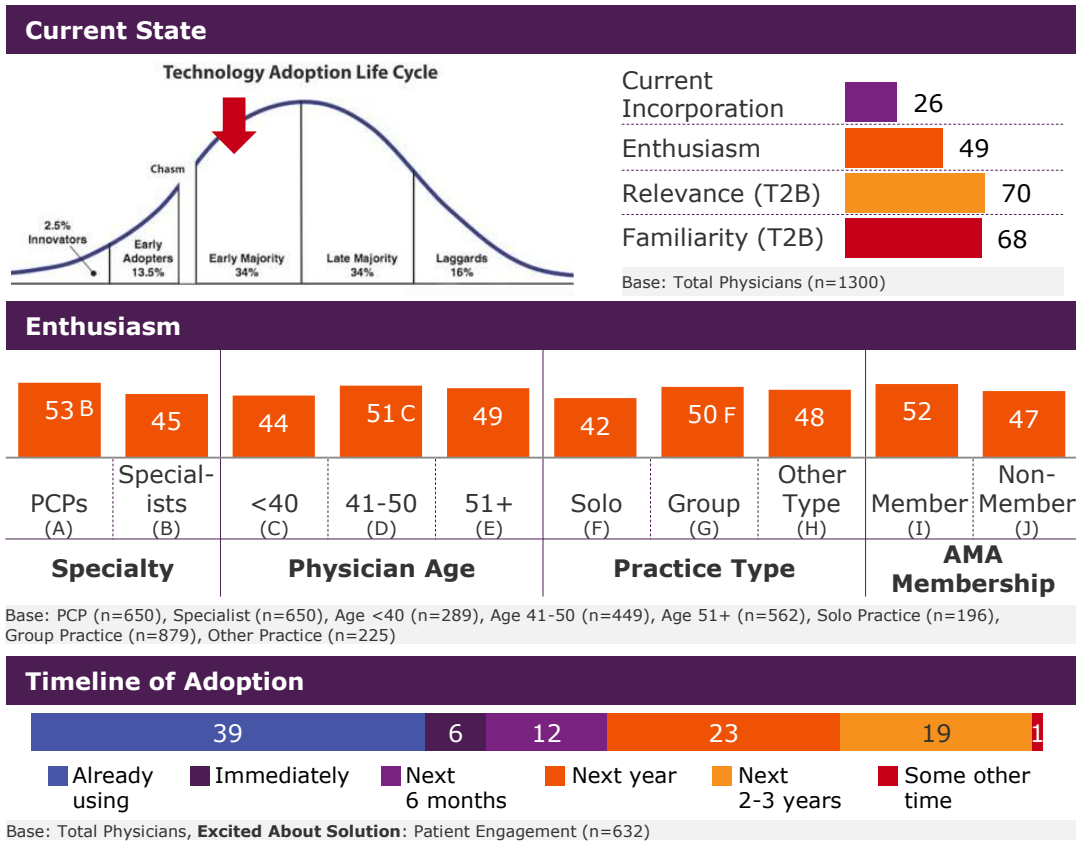 Current State
Technology Adoption Life Cycle
Chasm
2.5%
Innovators
Early
Adopters
13.5%
Early Majority
34%
Late Majority
34%
Laggards
16%
Current
Incorporation
26
Enthusiasm
49
Relevance (T2B)
70
Familiarity (T2B)
68
Base: Total Physicians (n=1300)
Enthusiasm
53 B
45
44
51 C
49
42
50 F
48
52
47
PCPs
(A)
Special-
ists
(B)
<40
(C)
41-50
(D)
51+
(E)
Solo
(F)
Group
(G)
Other
Type
(H)
Member
(I)
Non-
Member
(J)
Specialty
Physician Age
Practice Type
AMA
Membership
Base: PCP (n=650), Specialist (n=650), Age <40 (n=289), Age 41-50 (n=449), Age 51+ (n=562), Solo Practice (n=196),
Group Practice (n=879), Other Practice (n=225)
Timeline of Adoption
39
6
12
23
19
1
Already
using
Immediately
Next
6 months
Next year
Next
2-3 years
Some other
time
Base: Total Physicians, Excited About Solution: Patient Engagement (n=632)